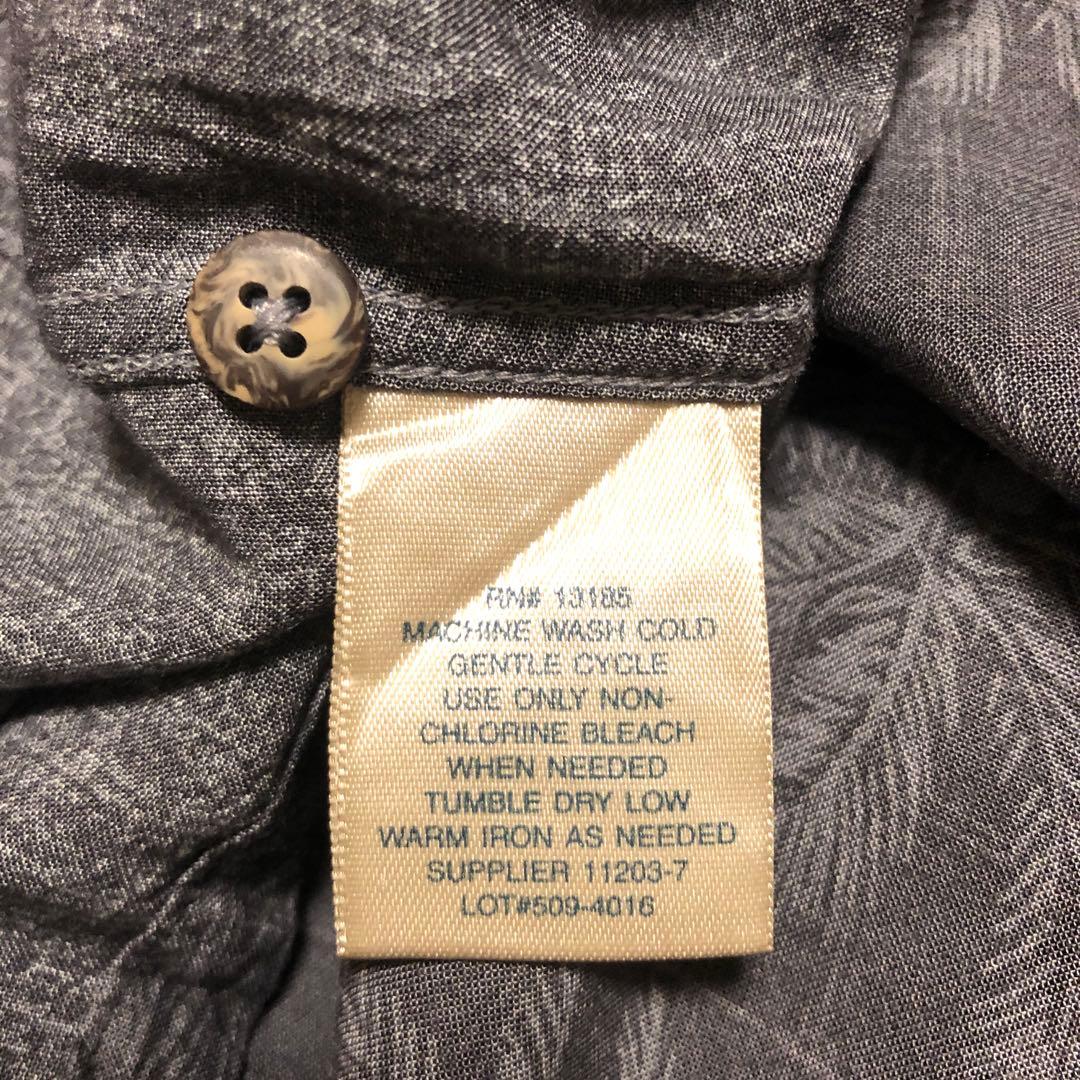 RN# 13185
MACHINE WASH COLD
GENTLE CYCLE
USE ONLY NON-
CHLORINE BLEACH
WHEN NEEDED
TUMBLE DRY LOW
WARM IRON AS NEEDED
SUPPLIER 11203-7
LOT#509-4016